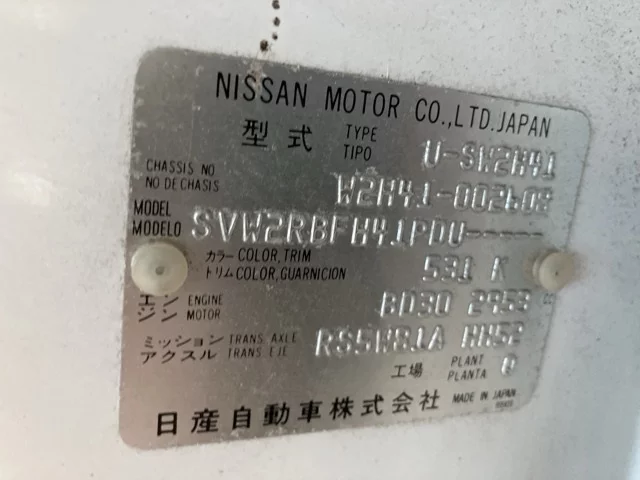 NISSAN MOTOR CO.,LTD.JAPAN
型式 TYPE TIPO U-SW2H41
CHASSIS NO NO DE CHASIS W2H41-002608
MODEL MODELO SVW2RBFH41PDU-----
カラー COLOR,TRIM トリム COLOR,GUARNICION 531 K
エンジン ENGINE MOTOR BD30 2953 cc
ミッション TRANS. AXLE アクスル TRANS. EJE RS5W81A HH52
工場 PLANT PLANTA Q
日産自動車株式会社 MADE IN JAPAN